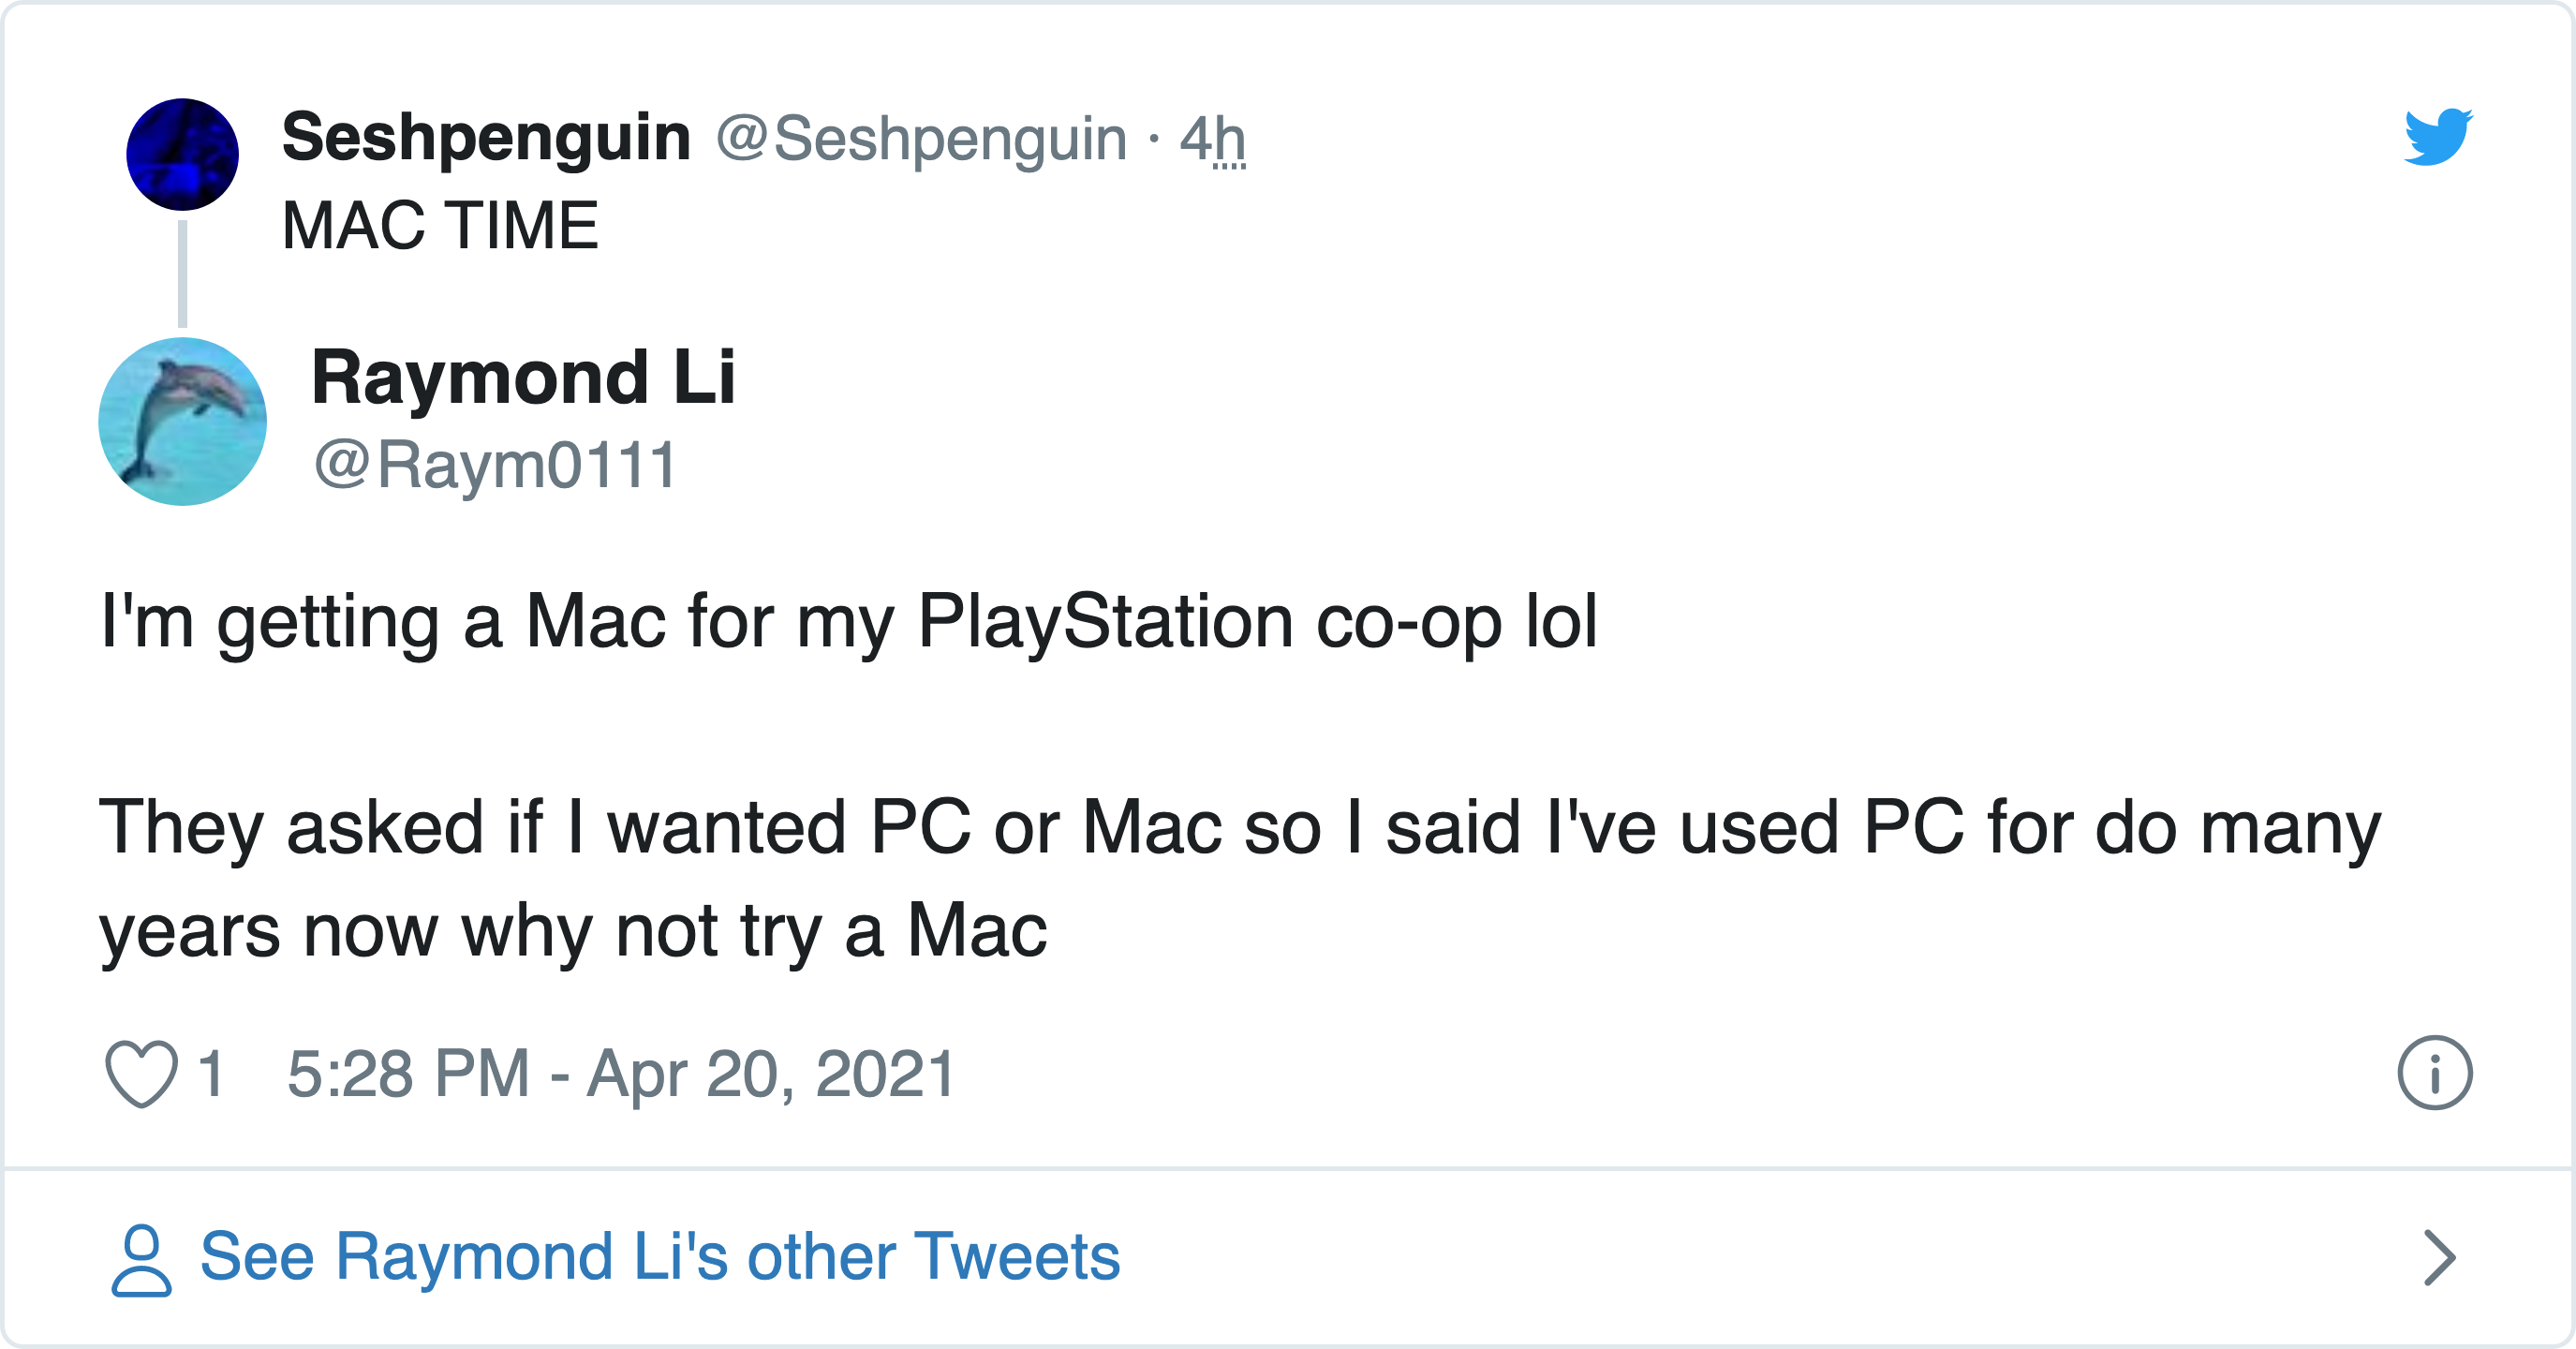 Seshpenguin @Seshpenguin · 4h
MAC TIME
Raymond Li
@Raym0111
I'm getting a Mac for my PlayStation co-op lol
They asked if I wanted PC or Mac so I said I've used PC for do many
years now why not try a Mac
1 5:28 PM - Apr 20, 2021
See Raymond Li's other Tweets